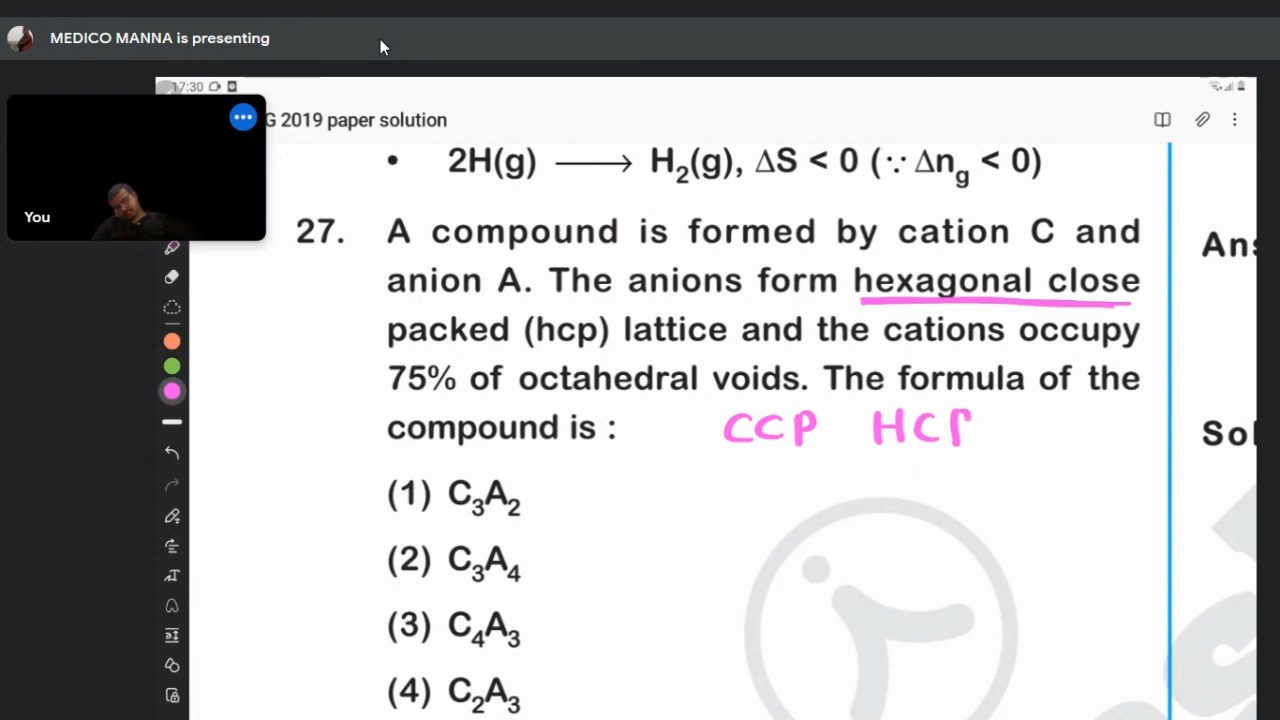 MEDICO MANNA is presenting
17:30
G 2019 paper solution
You
• 2H(g) ⟶ H₂(g), ΔS < 0 (∵ Δn_g < 0)
27. A compound is formed by cation C and
anion A. The anions form hexagonal close
packed (hcp) lattice and the cations occupy
75% of octahedral voids. The formula of the
compound is :
CCP HCP
(1) C₃A₂
(2) C₃A₄
(3) C₄A₃
(4) C₂A₃
Ans
Sol